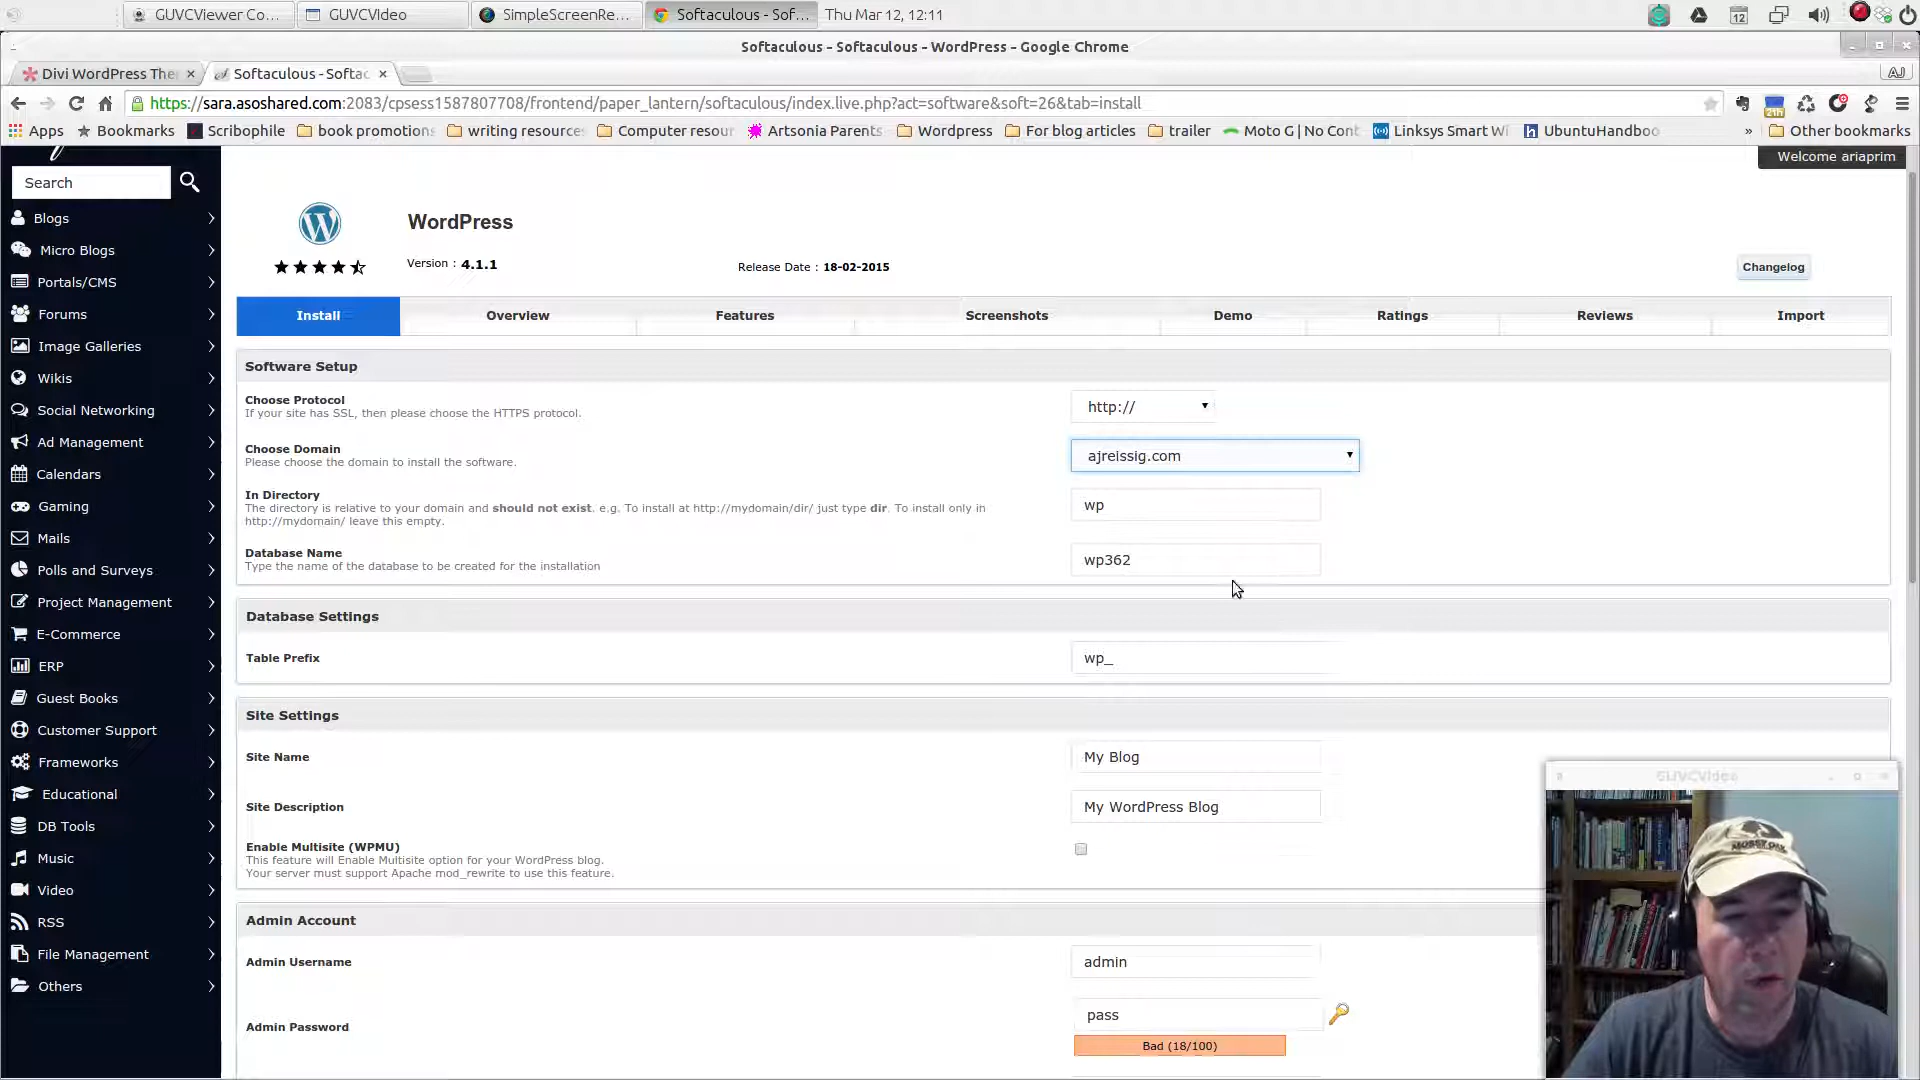 GUVCViewer Co...
GUVCVideo
SimpleScreenRe...
Softaculous - Sof...
Thu Mar 12, 12:11
12
Softaculous - Softaculous - WordPress - Google Chrome
Divi WordPress The
Softaculous - Softac
AJ
https://sara.asoshared.com:2083/cpsess1587807708/frontend/paper_lantern/softaculous/index.live.php?act=software&soft=26&tab=install
Apps
Bookmarks
Scribophile
book promotions
writing resources
Computer resou
Artsonia Parents
Wordpress
For blog articles
trailer
Moto G | No Cont
Linksys Smart Wi
UbuntuHandboo
»
Other bookmarks
Welcome ariaprim
Search
Blogs
Micro Blogs
Portals/CMS
Forums
Image Galleries
Wikis
Social Networking
Ad Management
Calendars
Gaming
Mails
Polls and Surveys
Project Management
E-Commerce
ERP
Guest Books
Customer Support
Frameworks
Educational
DB Tools
Music
Video
RSS
File Management
Others
WordPress
Version : 4.1.1
Release Date : 18-02-2015
Changelog
Install
Overview
Features
Screenshots
Demo
Ratings
Reviews
Import
Software Setup
Choose Protocol
If your site has SSL, then please choose the HTTPS protocol.
http://
Choose Domain
Please choose the domain to install the software.
ajreissig.com
In Directory
The directory is relative to your domain and should not exist. e.g. To install at http://mydomain/dir/ just type dir. To install only in
http://mydomain/ leave this empty.
wp
Database Name
Type the name of the database to be created for the installation
wp362
Database Settings
Table Prefix
wp_
Site Settings
Site Name
My Blog
Site Description
My WordPress Blog
Enable Multisite (WPMU)
This feature will Enable Multisite option for your WordPress blog.
Your server must support Apache mod_rewrite to use this feature.
Admin Account
Admin Username
admin
Admin Password
pass
Bad (18/100)
GUVCVideo
MOSSY OAK